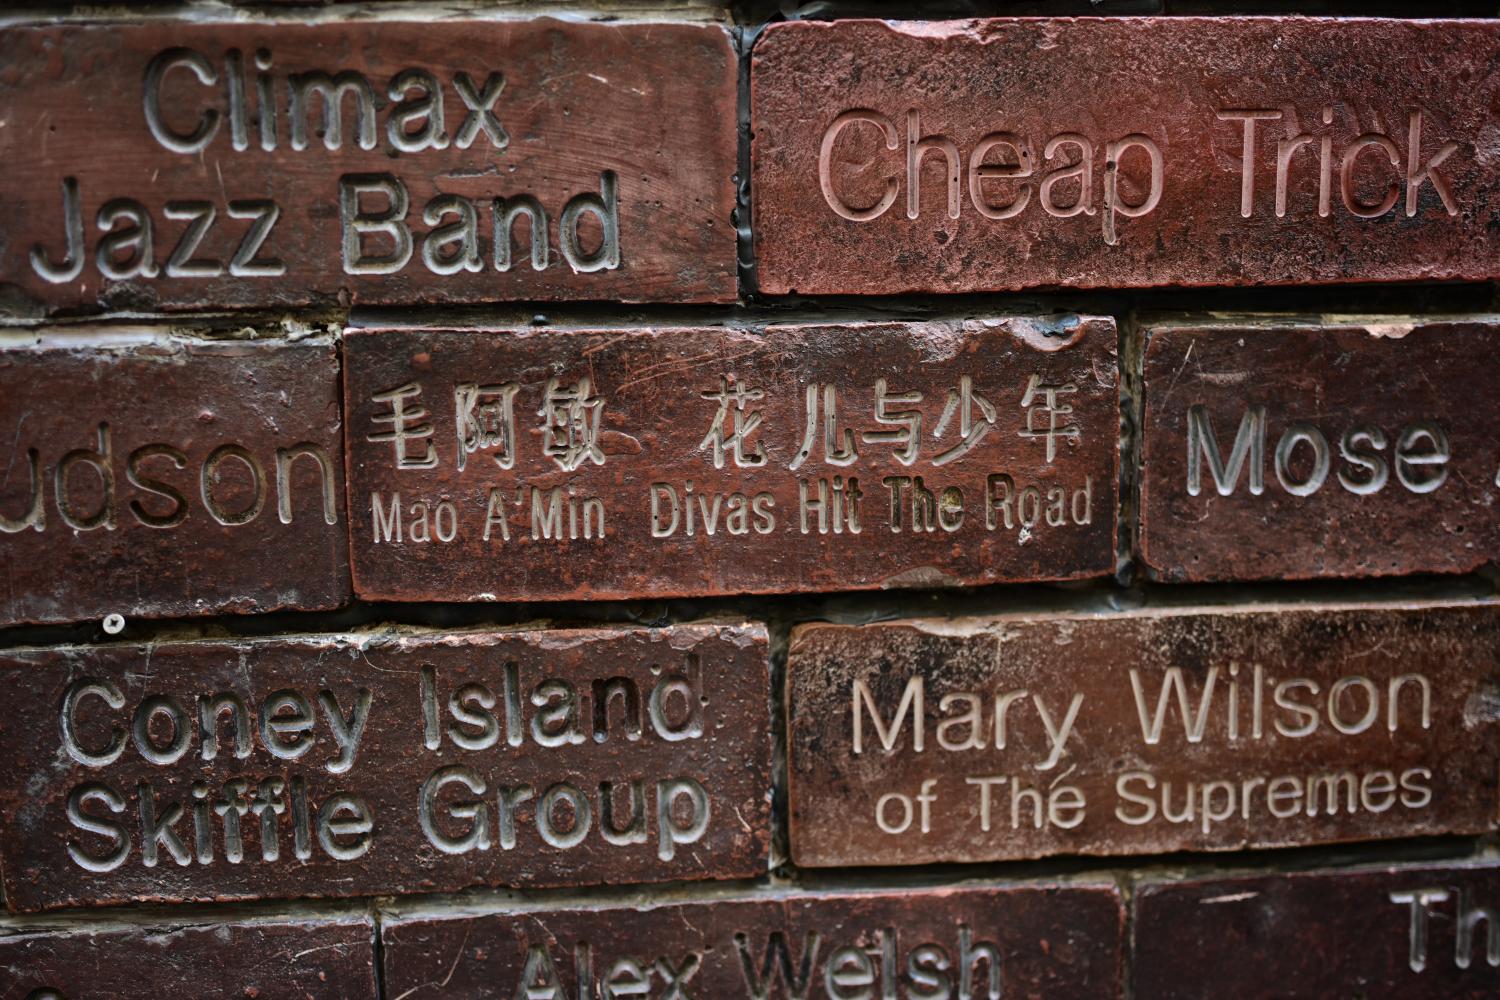 Climax
Jazz Band
Cheap Trick
udson
毛阿敏 花儿与少年
Mao A'Min Divas Hit The Road
Mose
Coney Island
Skiffle Group
Mary Wilson
of The Supremes
Alex Welsh
Th